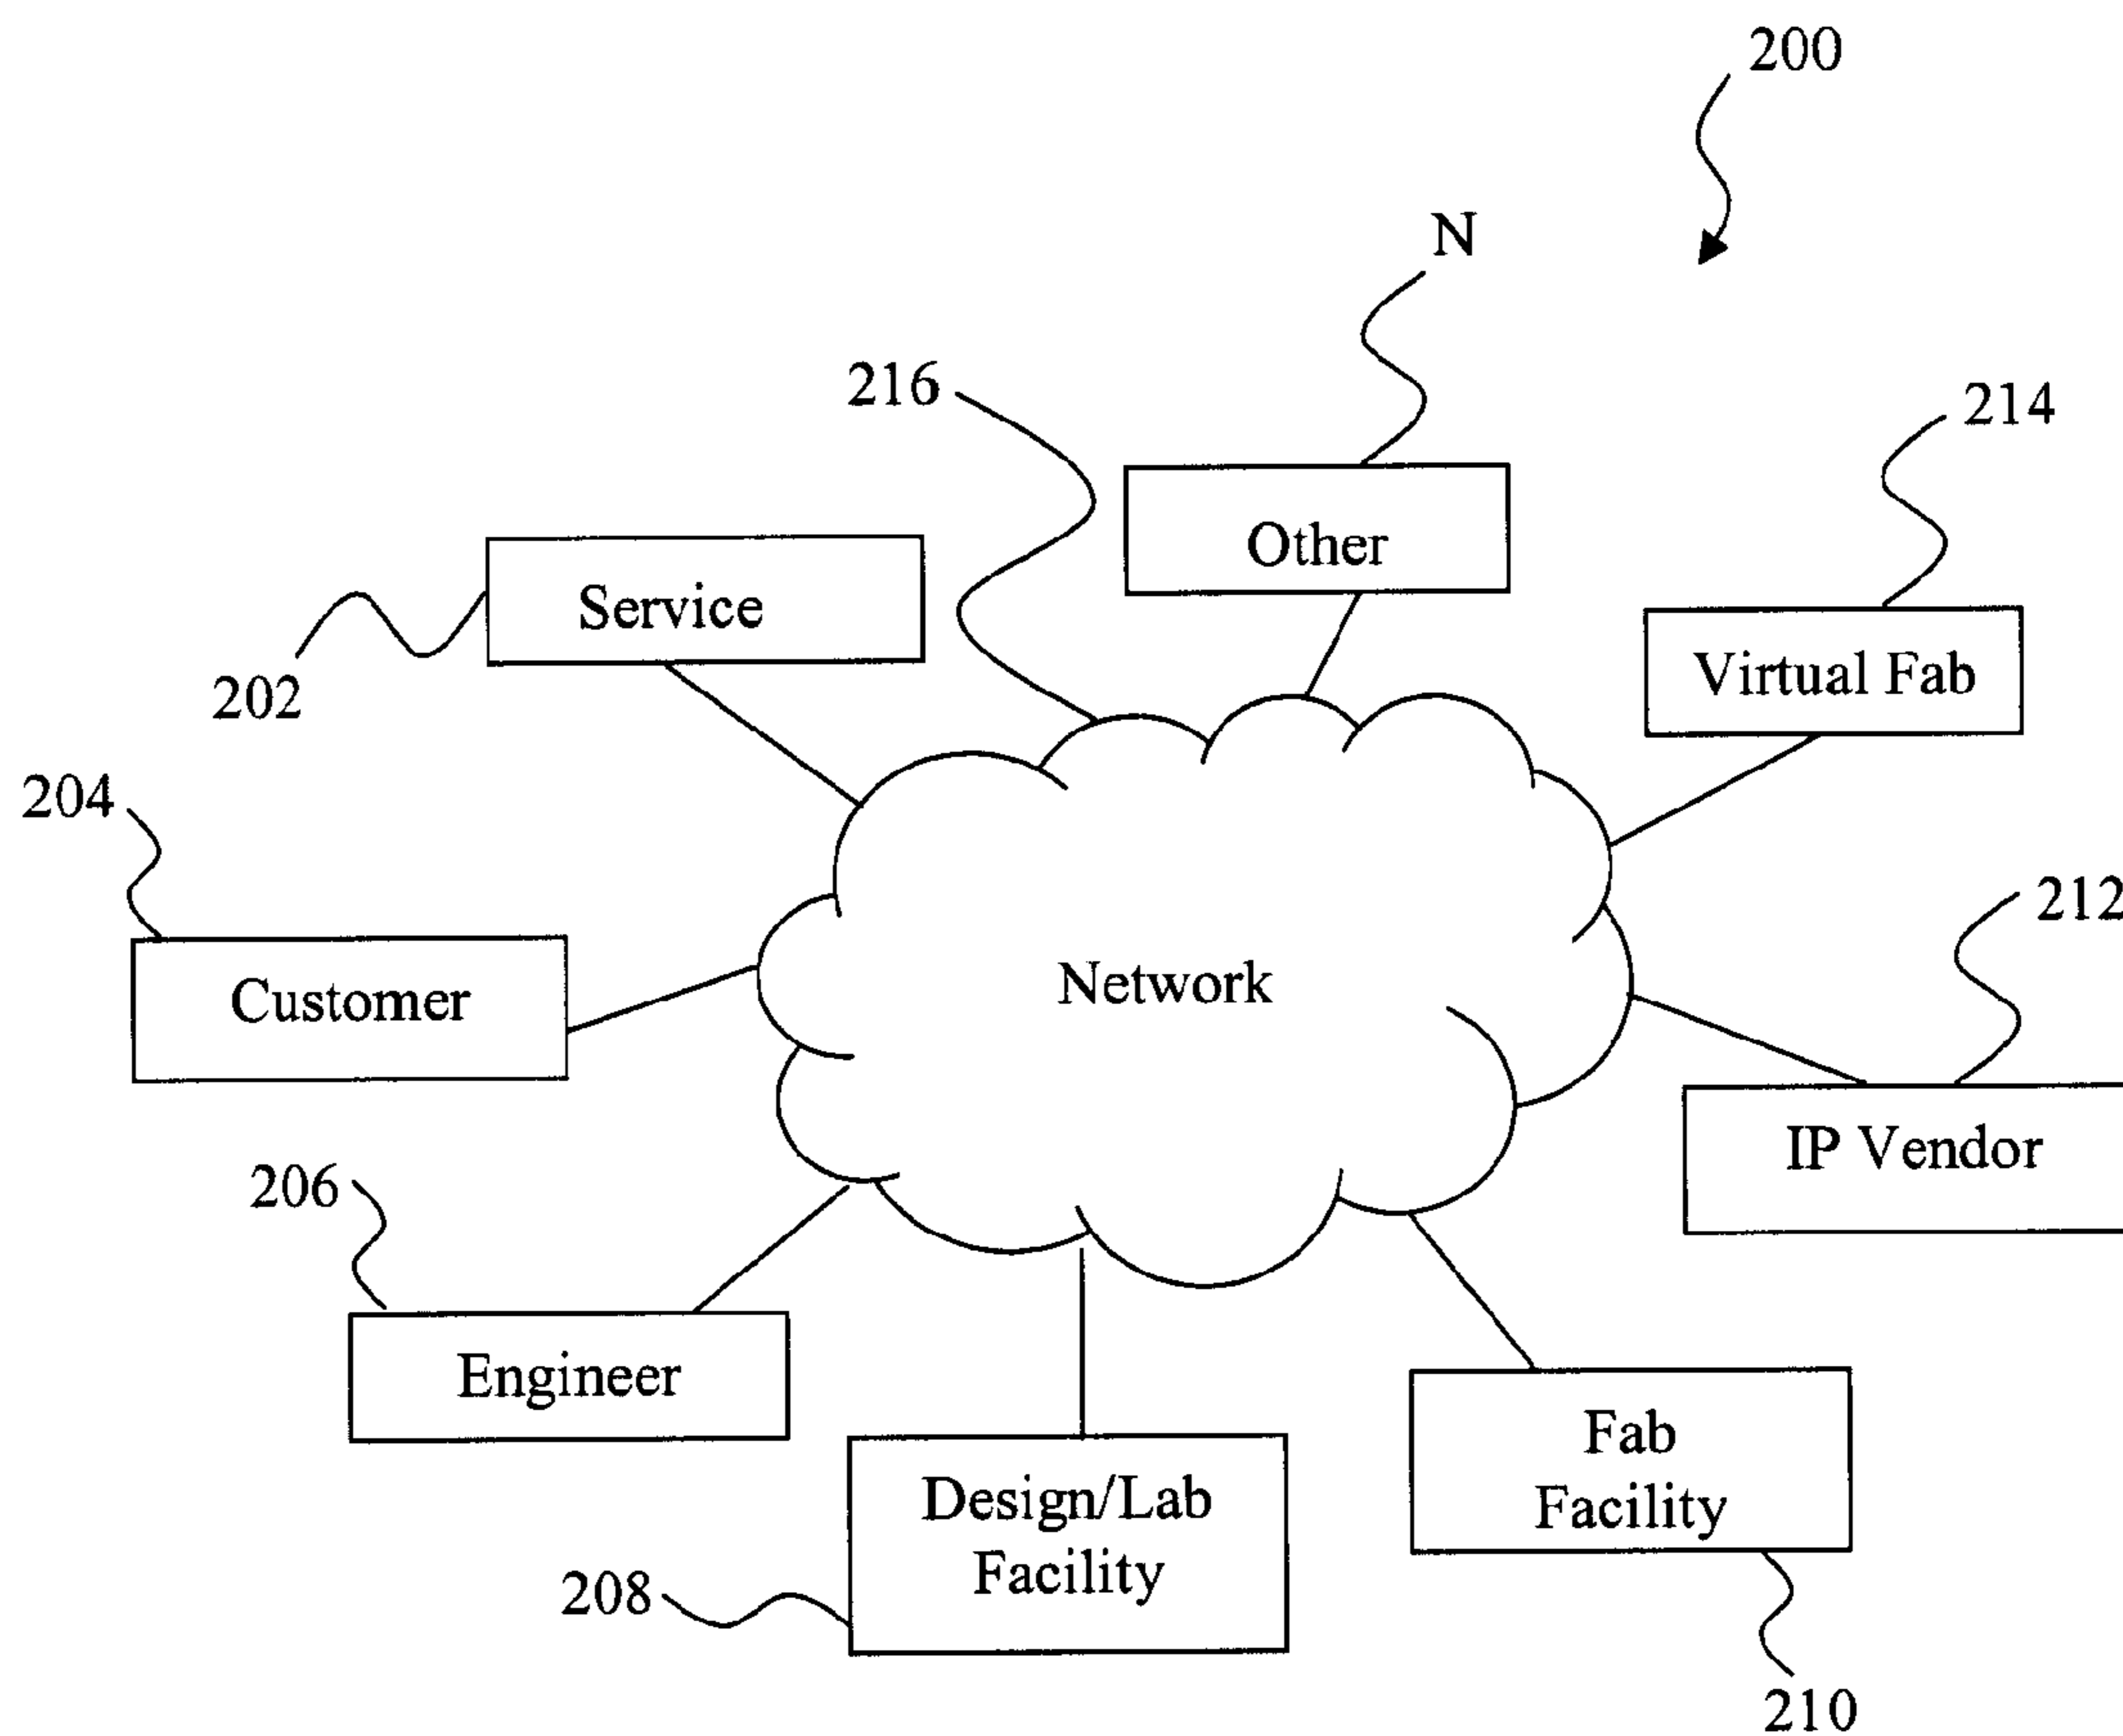 200
N
216
214
Other
Service
Virtual Fab
202
204
212
Network
Customer
IP Vendor
206
Engineer
Fab
Facility
Design/Lab
Facility
208
210